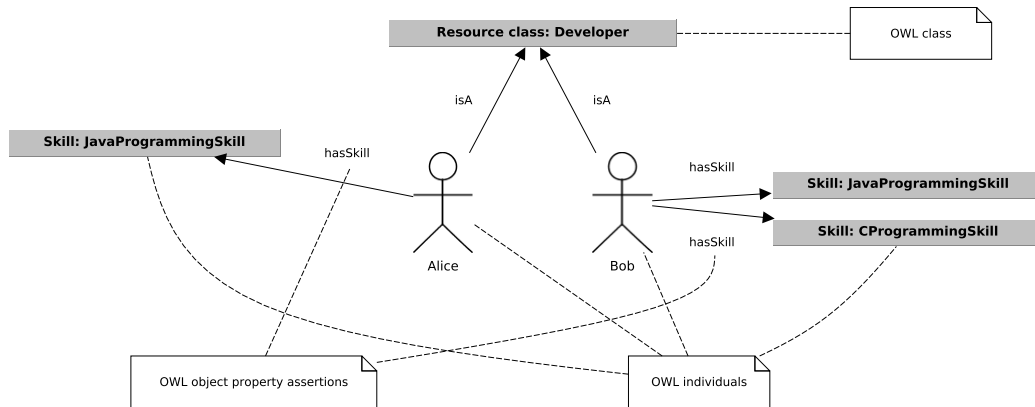 Resource class: Developer
OWL class
isA
isA
Skill: JavaProgrammingSkill
hasSkill
hasSkill
Skill: JavaProgrammingSkill
Skill: CProgrammingSkill
hasSkill
Alice
Bob
OWL object property assertions
OWL individuals